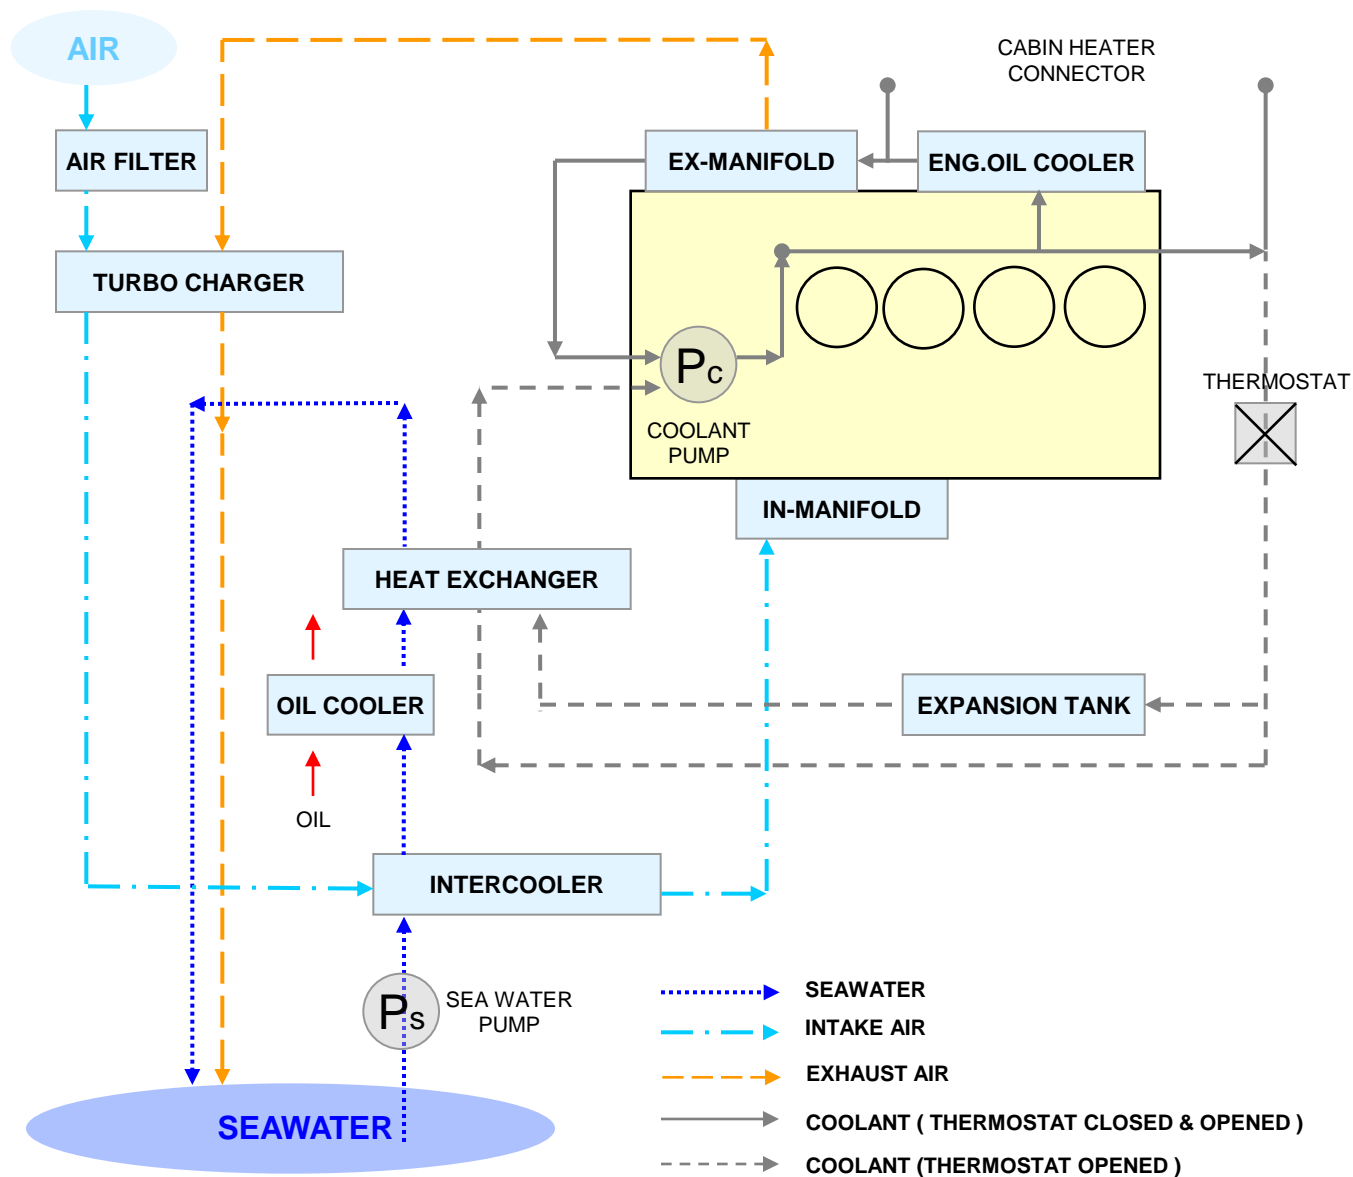 AIR
CABIN HEATER
CONNECTOR
AIR FILTER
EX-MANIFOLD
ENG.OIL COOLER
TURBO CHARGER
Pc
THERMOSTAT
COOLANT
PUMP
IN-MANIFOLD
HEAT EXCHANGER
OIL COOLER
EXPANSION TANK
OIL
INTERCOOLER
Ps
SEA WATER
PUMP
SEAWATER
SEAWATER
INTAKE AIR
EXHAUST AIR
COOLANT ( THERMOSTAT CLOSED & OPENED )
COOLANT (THERMOSTAT OPENED )